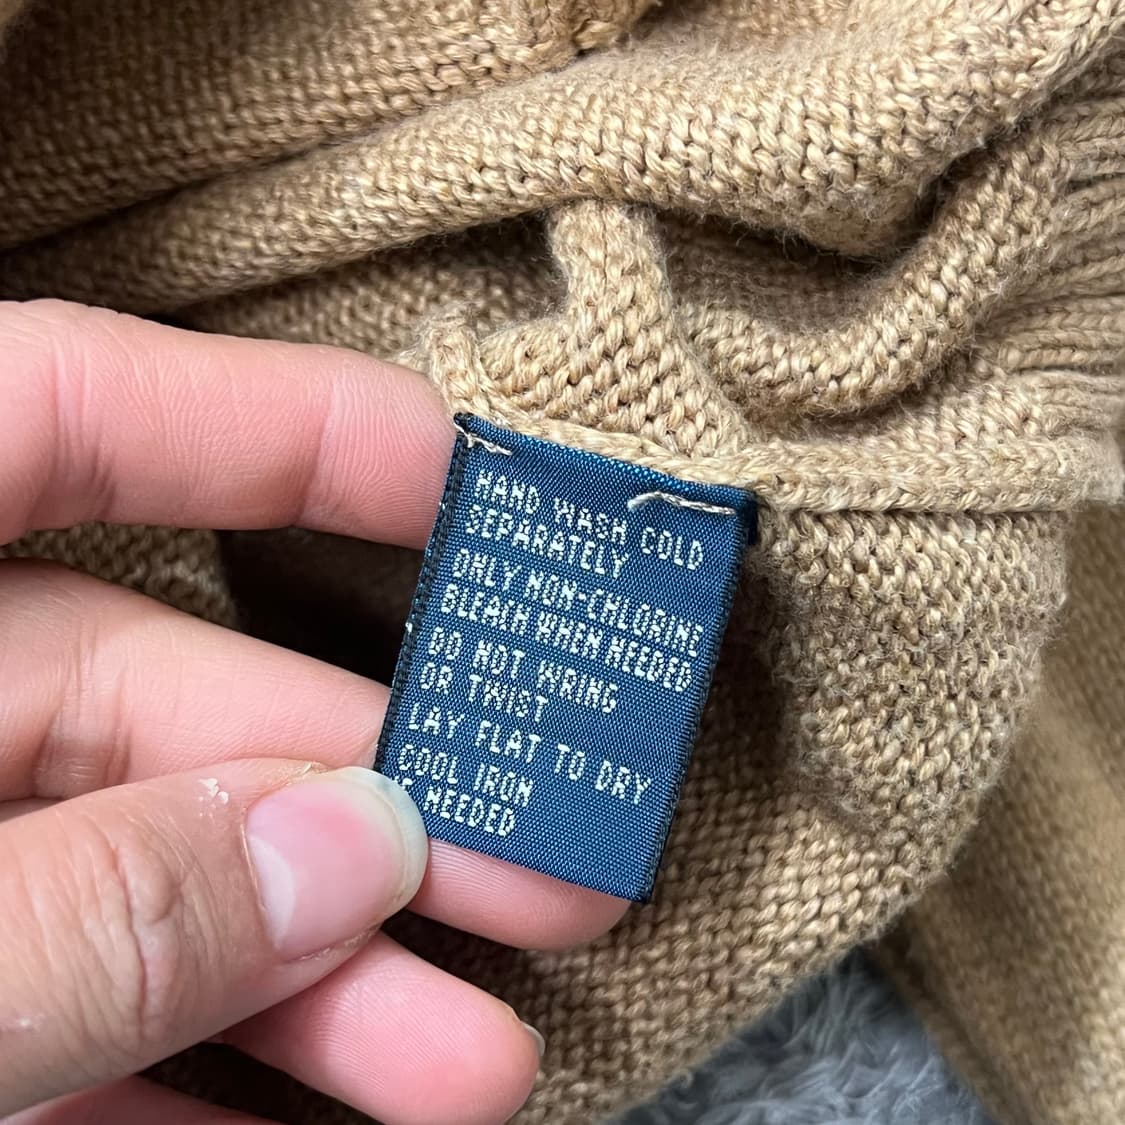 HAND WASH COLD
SEPARATELY
ONLY NON-CHLORINE
BLEACH WHEN NEEDED
DO NOT WRING
OR TWIST
LAY FLAT TO DRY
COOL IRON
IF NEEDED